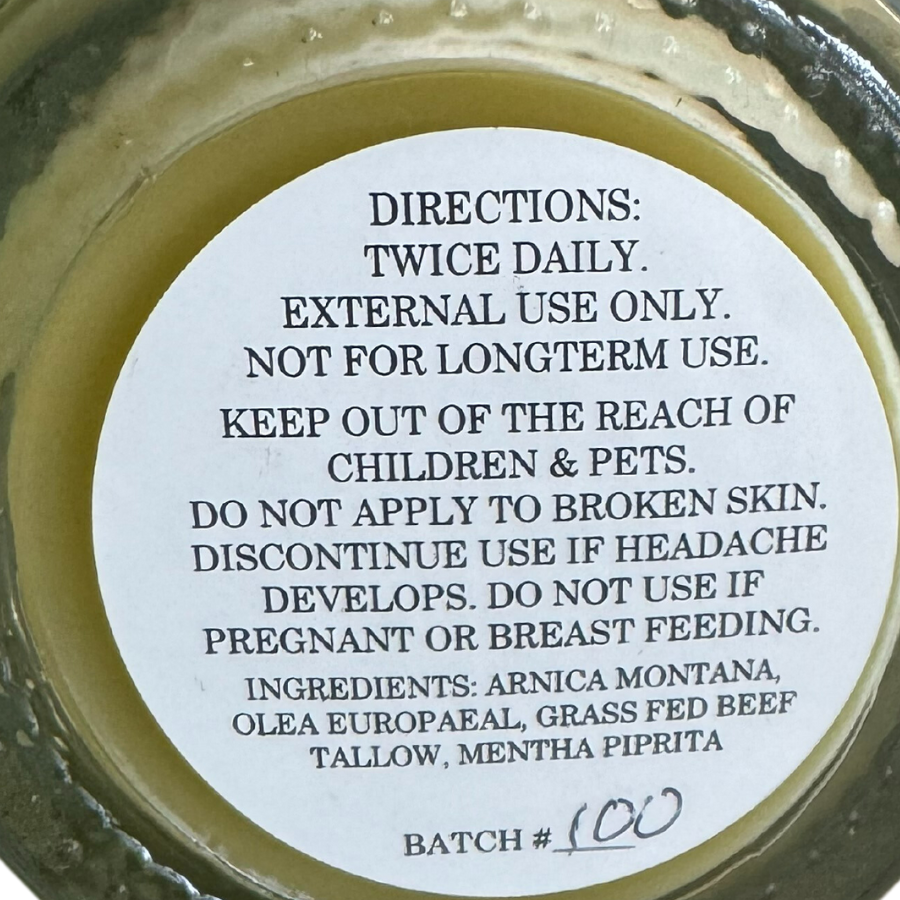 DIRECTIONS:
TWICE DAILY.
EXTERNAL USE ONLY.
NOT FOR LONGTERM USE.
KEEP OUT OF THE REACH OF
CHILDREN & PETS.
DO NOT APPLY TO BROKEN SKIN.
DISCONTINUE USE IF HEADACHE
DEVELOPS. DO NOT USE IF
PREGNANT OR BREAST FEEDING.
INGREDIENTS: ARNICA MONTANA,
OLEA EUROPAEAL, GRASS FED BEEF
TALLOW, MENTHA PIPRITA
BATCH # 100